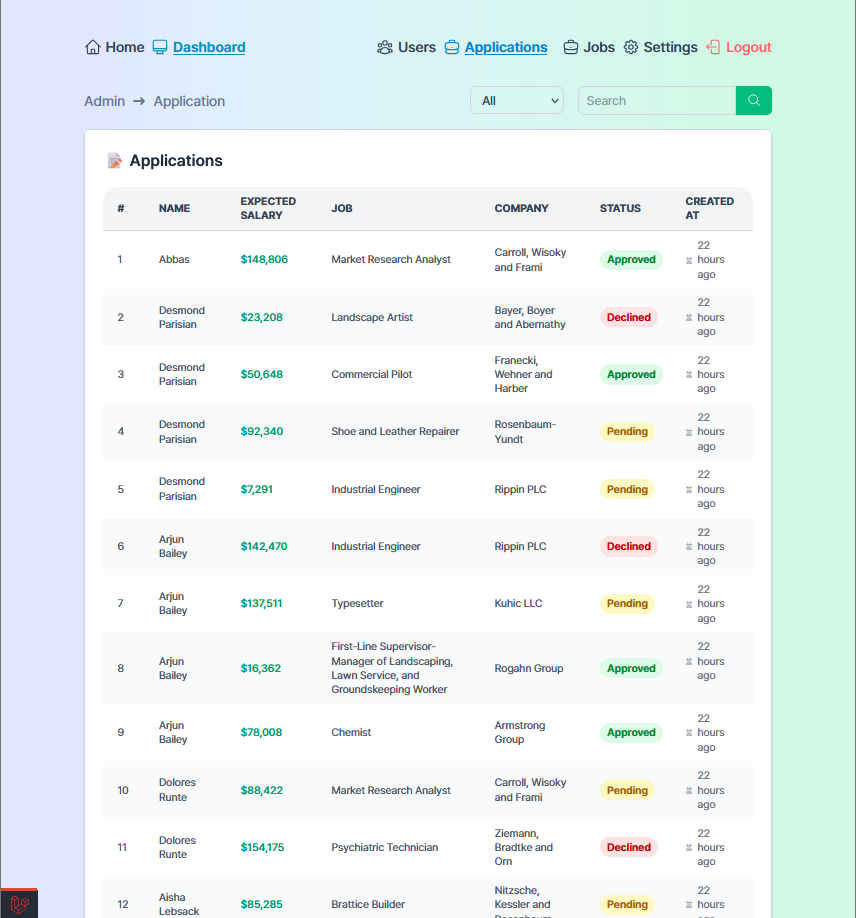 Home Dashboard Users Applications Jobs Settings Logout
Admin → Application All Search
Applications
# NAME EXPECTED SALARY JOB COMPANY STATUS CREATED AT
1 Abbas $148,806 Market Research Analyst Carroll, Wisoky and Frami Approved 22 hours ago
2 Desmond Parisian $23,208 Landscape Artist Bayer, Boyer and Abernathy Declined 22 hours ago
3 Desmond Parisian $50,648 Commercial Pilot Franecki, Wehner and Harber Approved 22 hours ago
4 Desmond Parisian $92,340 Shoe and Leather Repairer Rosenbaum-Yundt Pending 22 hours ago
5 Desmond Parisian $7,291 Industrial Engineer Rippin PLC Pending 22 hours ago
6 Arjun Bailey $142,470 Industrial Engineer Rippin PLC Declined 22 hours ago
7 Arjun Bailey $137,511 Typesetter Kuhic LLC Pending 22 hours ago
8 Arjun Bailey $16,362 First-Line Supervisor-Manager of Landscaping, Lawn Service, and Groundskeeping Worker Rogahn Group Approved 22 hours ago
9 Arjun Bailey $78,008 Chemist Armstrong Group Approved 22 hours ago
10 Dolores Runte $88,422 Market Research Analyst Carroll, Wisoky and Frami Pending 22 hours ago
11 Dolores Runte $154,175 Psychiatric Technician Ziemann, Bradtke and Orn Declined 22 hours ago
12 Aisha Lebsack $85,285 Brattice Builder Nitzsche, Kessler and Pending 22 hours